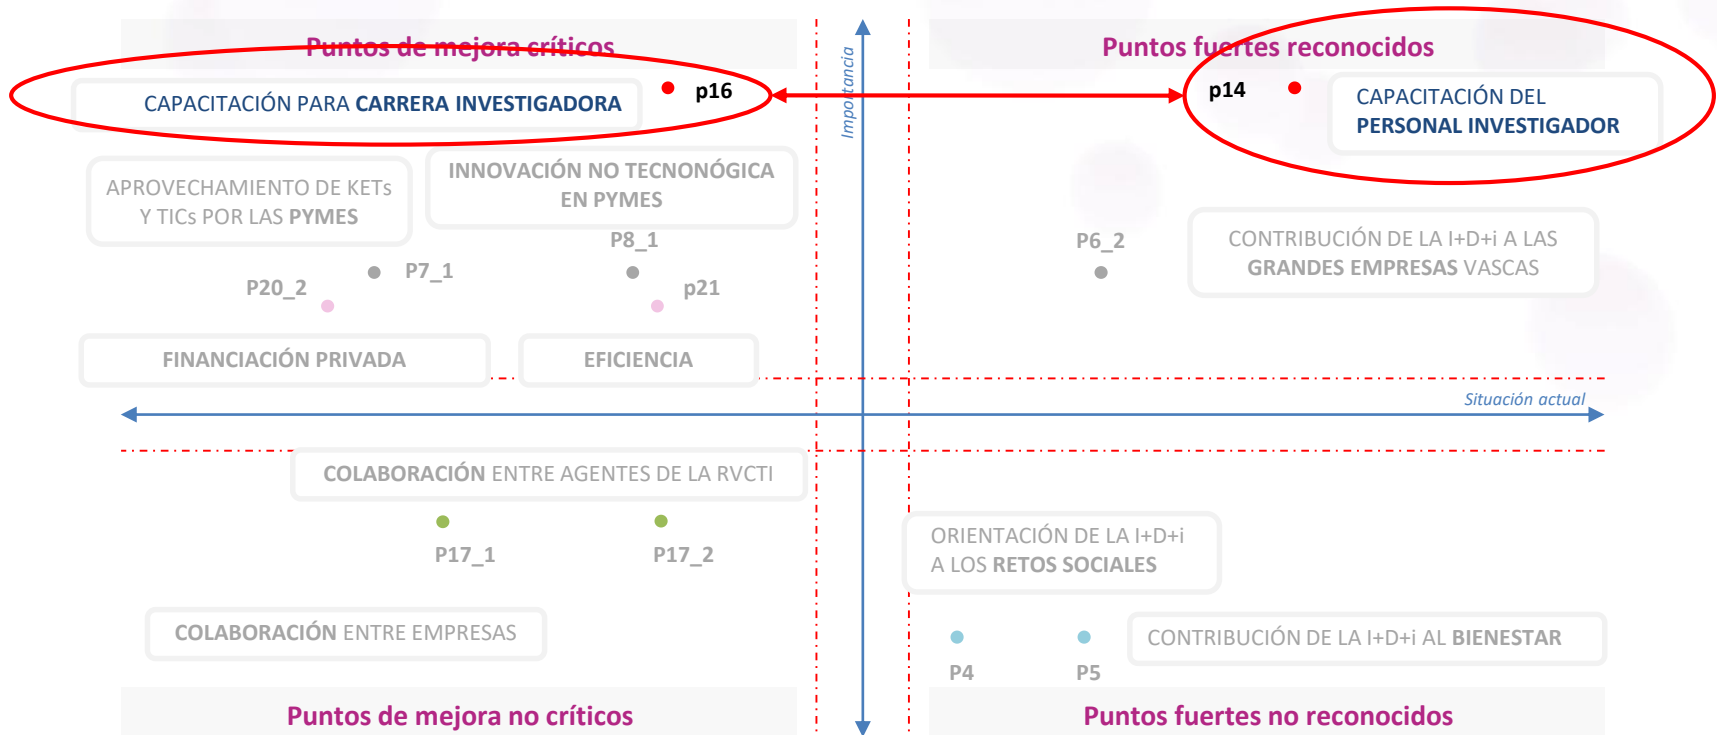 Puntos de mejora críticos
Puntos fuertes reconocidos
Importancia
CAPACITACIÓN PARA CARRERA INVESTIGADORA
p16
p14
CAPACITACIÓN DEL
PERSONAL INVESTIGADOR
APROVECHAMIENTO DE KETs
Y TICs POR LAS PYMES
INNOVACIÓN NO TECNONÓGICA
EN PYMES
P8_1
P7_1
P20_2
p21
P6_2
CONTRIBUCIÓN DE LA I+D+i A LAS
GRANDES EMPRESAS VASCAS
FINANCIACIÓN PRIVADA
EFICIENCIA
Situación actual
COLABORACIÓN ENTRE AGENTES DE LA RVCTI
P17_1
P17_2
ORIENTACIÓN DE LA I+D+i
A LOS RETOS SOCIALES
COLABORACIÓN ENTRE EMPRESAS
P4
P5
CONTRIBUCIÓN DE LA I+D+i AL BIENESTAR
Puntos de mejora no críticos
Puntos fuertes no reconocidos